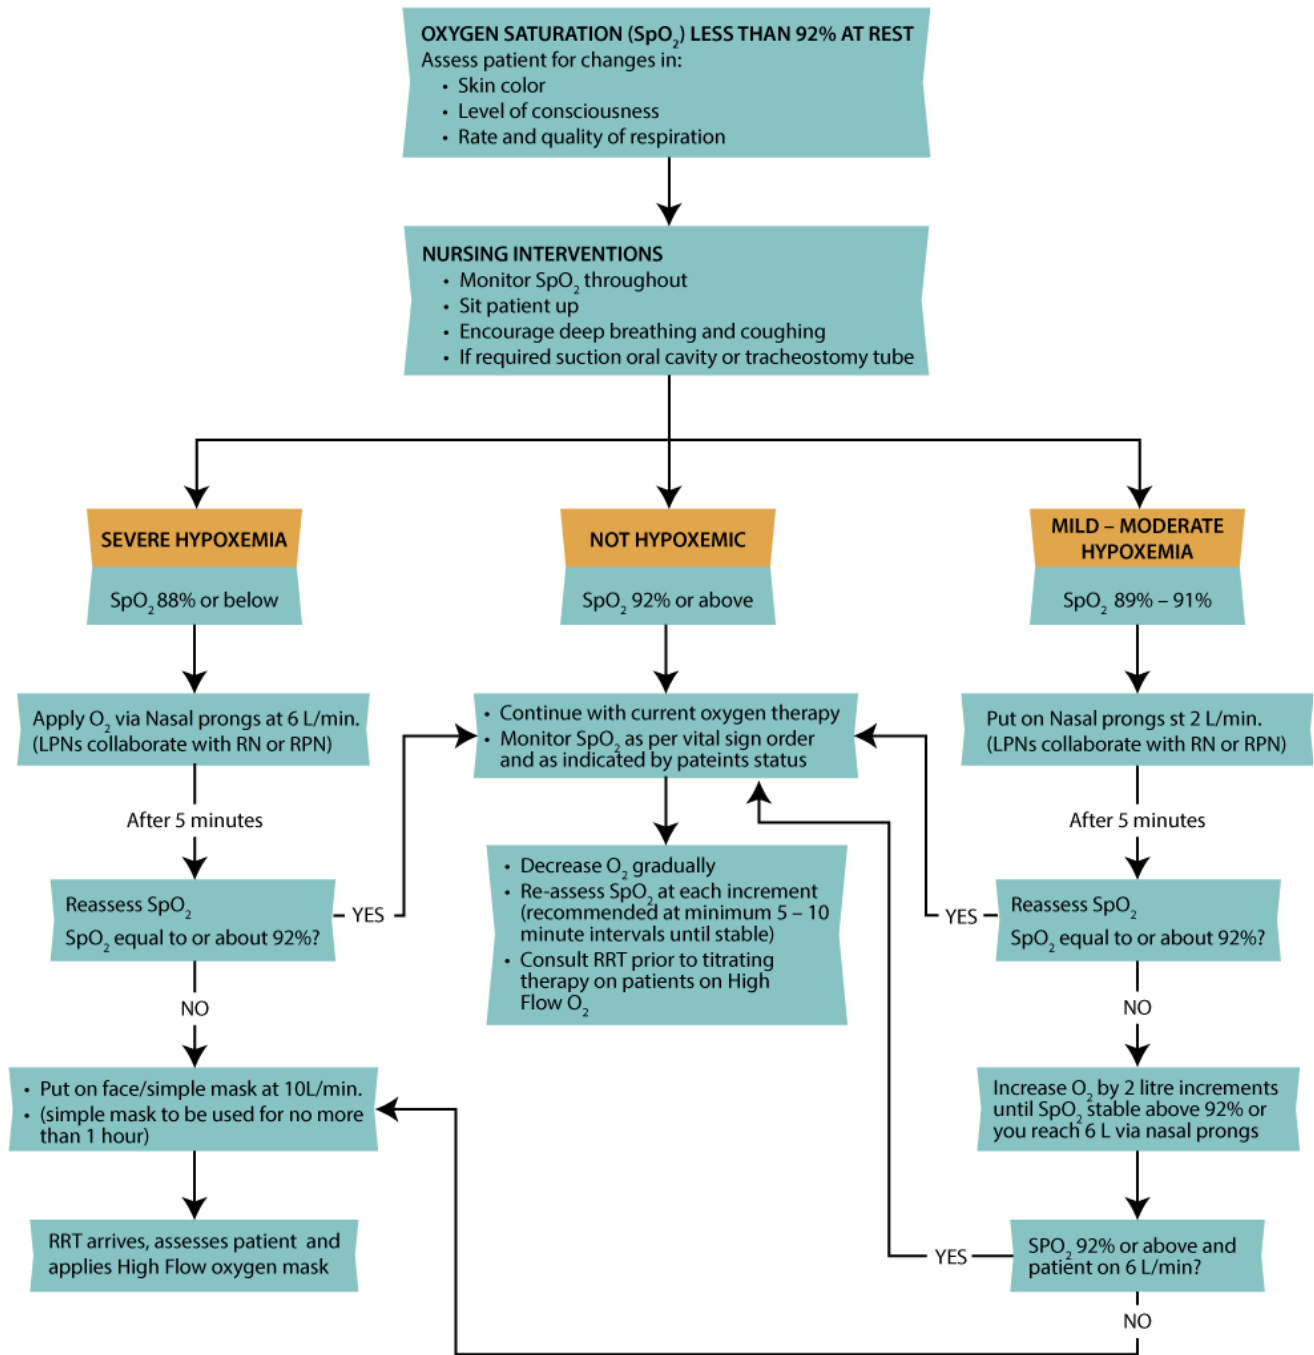 OXYGEN SATURATION (SpO₂) LESS THAN 92% AT REST
Assess patient for changes in:
• Skin color
• Level of consciousness
• Rate and quality of respiration
NURSING INTERVENTIONS
• Monitor SpO₂ throughout
• Sit patient up
• Encourage deep breathing and coughing
• If required suction oral cavity or tracheostomy tube
SEVERE HYPOXEMIA
SpO₂ 88% or below
Apply O₂ via Nasal prongs at 6 L/min.
(LPNs collaborate with RN or RPN)
After 5 minutes
Reassess SpO₂
SpO₂ equal to or about 92%?
YES
NO
• Put on face/simple mask at 10L/min.
• (simple mask to be used for no more
than 1 hour)
RRT arrives, assesses patient and
applies High Flow oxygen mask
NOT HYPOXEMIC
SpO₂ 92% or above
• Continue with current oxygen therapy
• Monitor SpO₂ as per vital sign order
and as indicated by pateints status
• Decrease O₂ gradually
• Re-assess SpO₂ at each increment
(recommended at minimum 5 – 10
minute intervals until stable)
• Consult RRT prior to titrating
therapy on patients on High
Flow O₂
MILD – MODERATE
HYPOXEMIA
SpO₂ 89% – 91%
Put on Nasal prongs st 2 L/min.
(LPNs collaborate with RN or RPN)
After 5 minutes
Reassess SpO₂
SpO₂ equal to or about 92%?
YES
NO
Increase O₂ by 2 litre increments
until SpO₂ stable above 92% or
you reach 6 L via nasal prongs
SPO₂ 92% or above and
patient on 6 L/min?
YES
NO